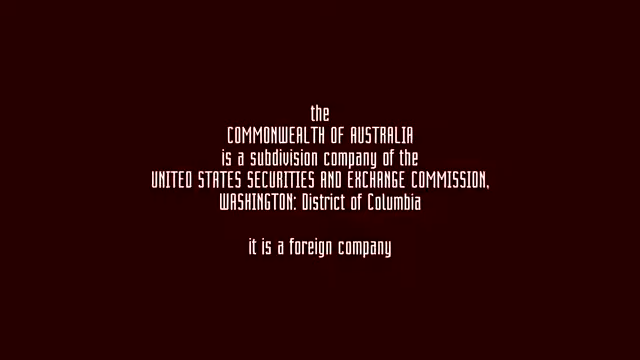 the
COMMONWEALTH OF AUSTRALIA
is a subdivision company of the
UNITED STATES SECURITIES AND EXCHANGE COMMISSION,
WASHINGTON: District of Columbia
it is a foreign company